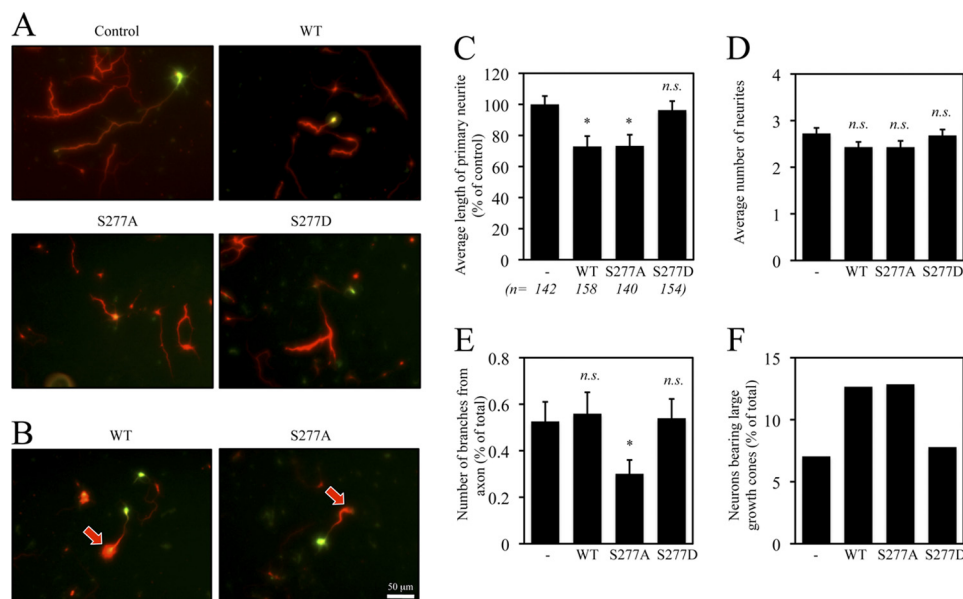 A
Control
WT
S277A
S277D
B
WT
S277A
50 μm
C
Average length of primary neurite
(% of control)
120
100
80
60
40
20
0
* * n.s.
- WT S277A S277D
(n= 142 158 140 154)
D
Average number of neurites
4
3
2
1
0
n.s. n.s. n.s.
- WT S277A S277D
E
Number of branches from
axon (% of total)
0.8
0.6
0.4
0.2
0
n.s. * n.s.
- WT S277A S277D
F
Neurons bearing large
growth cones (% of total)
15
10
5
0
- WT S277A S277D